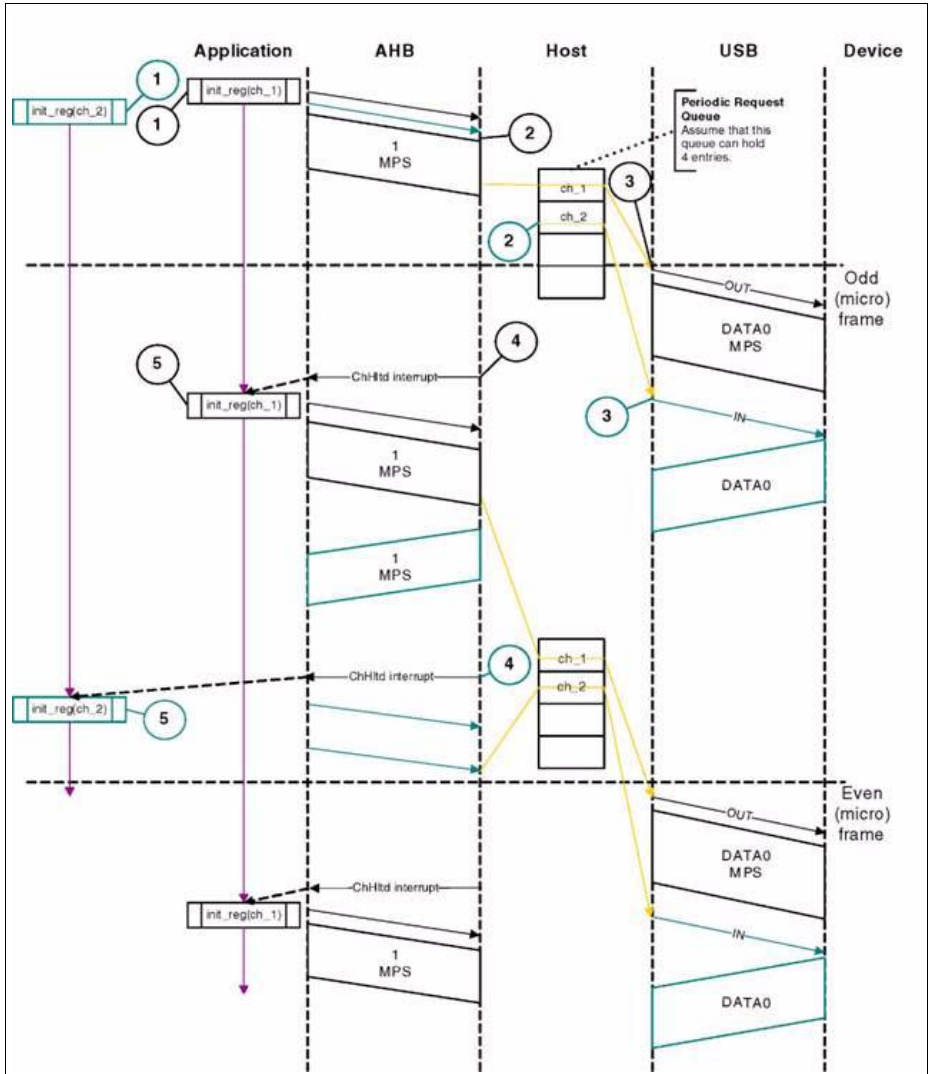 Application AHB Host USB Device
1
init_reg(ch_2)
init_reg(ch_1)
1
2
1
MPS
Periodic Request
Queue
Assume that this
queue can hold
4 entries.
3
ch_1
ch_2
2
Odd
(micro)
frame
OUT
DATA0
MPS
4
5
ChHltd interrupt
init_reg(ch_1)
3
IN
1
MPS
DATA0
1
MPS
4
ChHltd interrupt
ch_1
ch_2
init_reg(ch_2)
5
Even
(micro)
frame
OUT
DATA0
MPS
ChHltd interrupt
init_reg(ch_1)
IN
1
MPS
DATA0